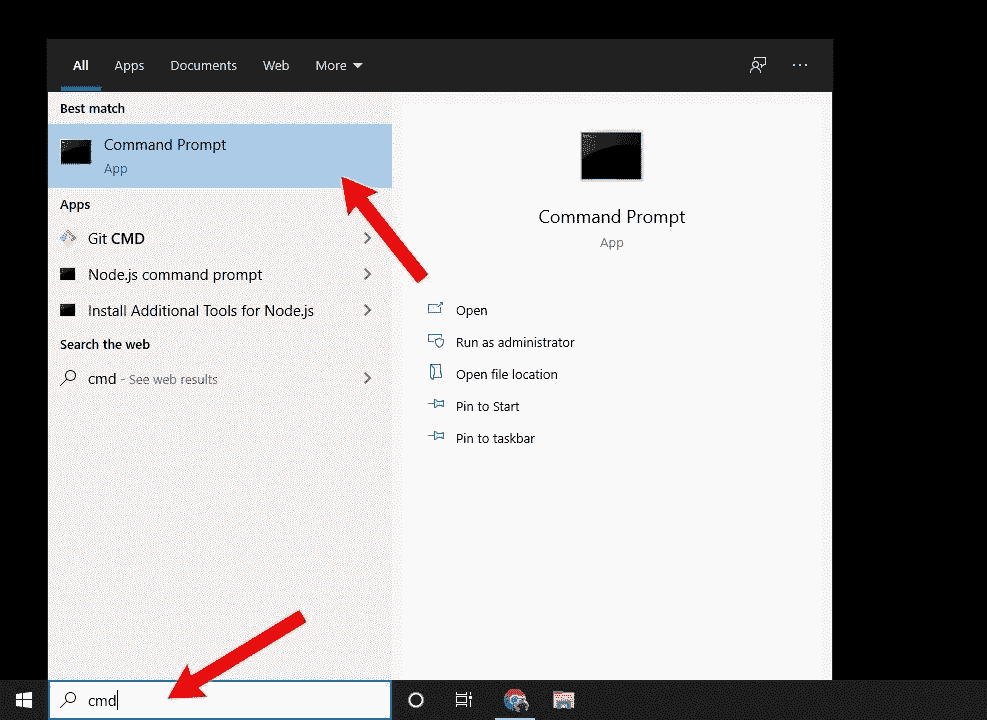 All Apps Documents Web More
Best match
Command Prompt
App
Apps
Git CMD
Node.js command prompt
Install Additional Tools for Node.js
Search the web
cmd - See web results
Command Prompt
App
Open
Run as administrator
Open file location
Pin to Start
Pin to taskbar
cmd